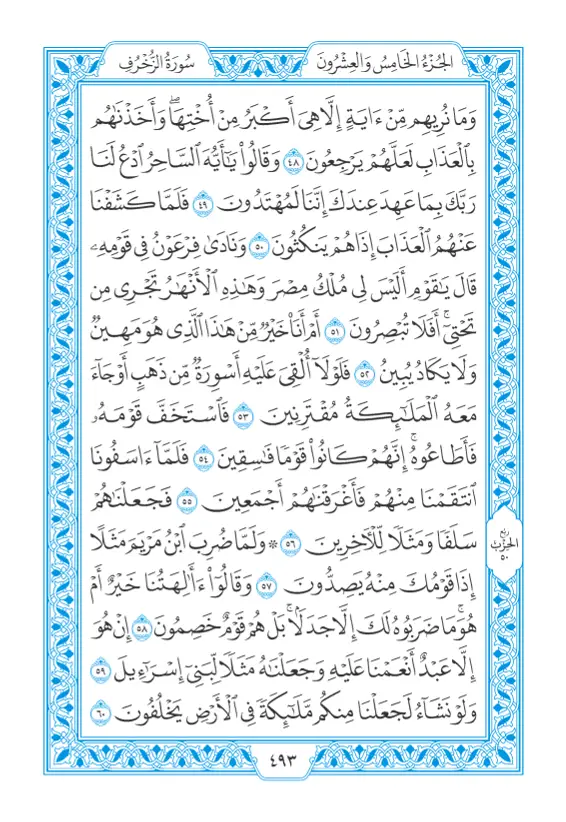 الجُزْءُ الخَامِسُ وَالعِشْرُونَ
سُورَةُ الزُّخْرُفِ
وَمَا نُرِيهِم مِّنْ ءَايَةٍ إِلَّا هِىَ أَكْبَرُ مِنْ أُخْتِهَاۖ وَأَخَذْنَٰهُم
بِٱلْعَذَابِ لَعَلَّهُمْ يَرْجِعُونَ ٤٨ وَقَالُوا۟ يَٰٓأَيُّهَ ٱلسَّاحِرُ ٱدْعُ لَنَا
رَبَّكَ بِمَا عَهِدَ عِندَكَ إِنَّنَا لَمُهْتَدُونَ ٤٩ فَلَمَّا كَشَفْنَا
عَنْهُمُ ٱلْعَذَابَ إِذَا هُمْ يَنكُثُونَ ٥٠ وَنَادَىٰ فِرْعَوْنُ فِى قَوْمِهِۦ
قَالَ يَٰقَوْمِ أَلَيْسَ لِى مُلْكُ مِصْرَ وَهَٰذِهِ ٱلْأَنْهَٰرُ تَجْرِى مِن
تَحْتِىٓۚ أَفَلَا تُبْصِرُونَ ٥١ أَمْ أَنَا۠ خَيْرٌ مِّنْ هَٰذَا ٱلَّذِى هُوَ مَهِينٌ
وَلَا يَكَادُ يُبِينُ ٥٢ فَلَوْلَآ أُلْقِىَ عَلَيْهِ أَسْوِرَةٌ مِّن ذَهَبٍ أَوْ جَآءَ
مَعَهُ ٱلْمَلَٰٓئِكَةُ مُقْتَرِنِينَ ٥٣ فَٱسْتَخَفَّ قَوْمَهُۥ
فَأَطَاعُوهُۚ إِنَّهُمْ كَانُوا۟ قَوْمًا فَٰسِقِينَ ٥٤ فَلَمَّآ ءَاسَفُونَا
ٱنتَقَمْنَا مِنْهُمْ فَأَغْرَقْنَٰهُمْ أَجْمَعِينَ ٥٥ فَجَعَلْنَٰهُمْ
سَلَفًا وَمَثَلًا لِّلْءَاخِرِينَ ٥٦ ۞ وَلَمَّا ضُرِبَ ٱبْنُ مَرْيَمَ مَثَلًا
إِذَا قَوْمُكَ مِنْهُ يَصِدُّونَ ٥٧ وَقَالُوٓا۟ ءَأَٰلِهَتُنَا خَيْرٌ أَمْ
هُوَۚ مَا ضَرَبُوهُ لَكَ إِلَّا جَدَلًۢاۚ بَلْ هُمْ قَوْمٌ خَصِمُونَ ٥٨ إِنْ هُوَ
إِلَّا عَبْدٌ أَنْعَمْنَا عَلَيْهِ وَجَعَلْنَٰهُ مَثَلًا لِّبَنِىٓ إِسْرَٰٓءِيلَ ٥٩
وَلَوْ نَشَآءُ لَجَعَلْنَا مِنكُم مَّلَٰٓئِكَةً فِى ٱلْأَرْضِ يَخْلُفُونَ ٦٠
ربع
الحزب
٥٠
٤٩٣